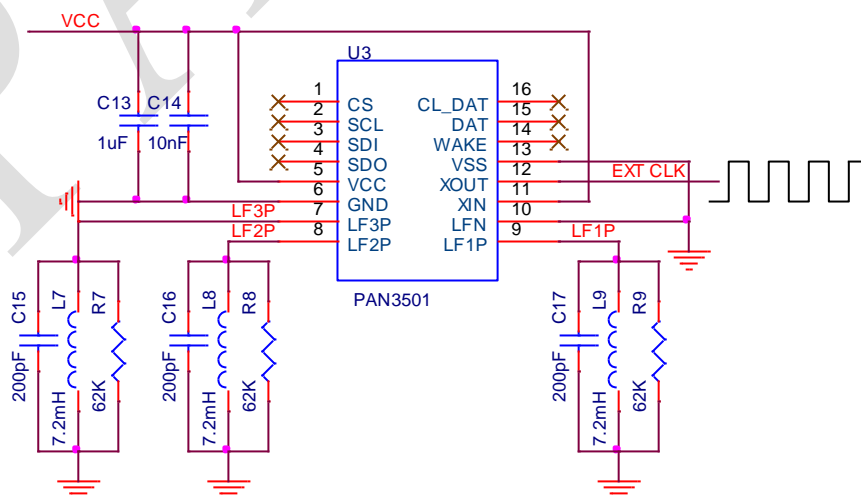 VCC
U3
C13
1uF
C14
10nF
1
CS
2
SCL
3
SDI
4
SDO
5
VCC
6
GND
7
LF3P
8
LF2P
16
CL_DAT
15
DAT
14
WAKE
13
VSS
12
XOUT
11
XIN
10
LFN
9
LF1P
EXT CLK
LF3P
LF2P
LF1P
PAN3501
C15
200pF
L7
7.2mH
R7
62K
C16
200pF
L8
7.2mH
R8
62K
C17
200pF
L9
7.2mH
R9
62K